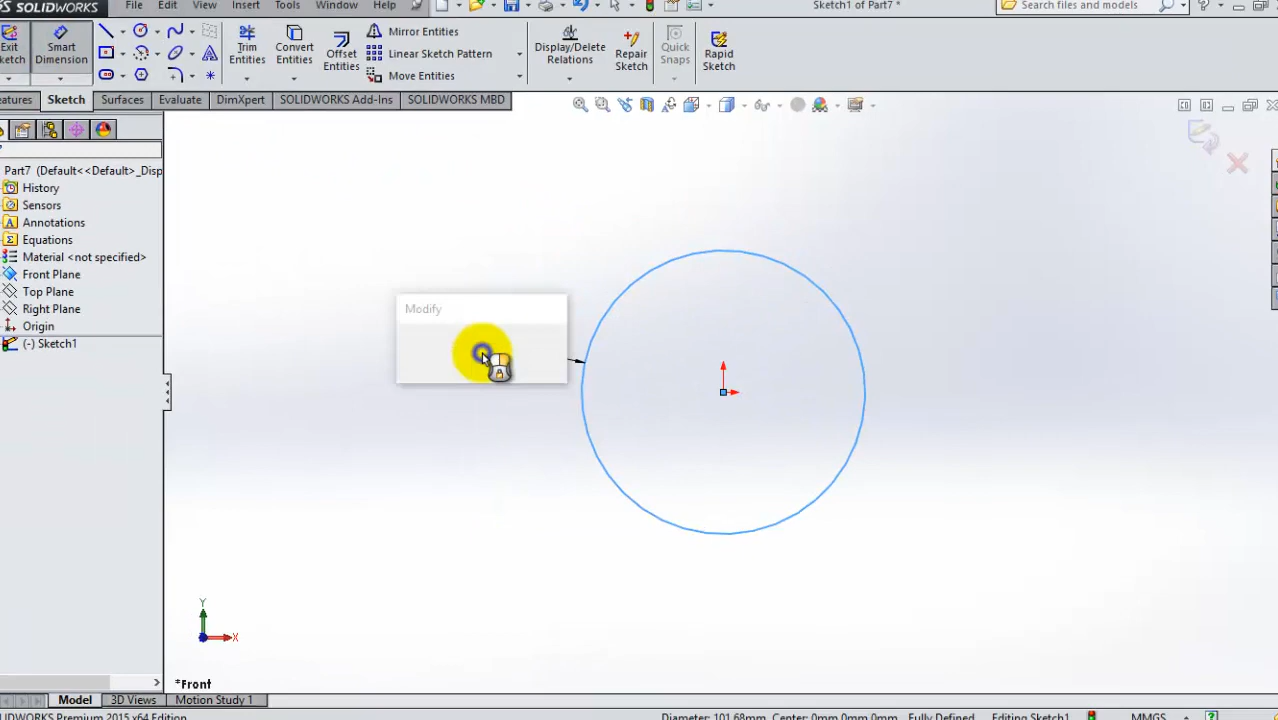 SOLIDWORKS File Edit View Insert Tools Window Help Sketch1 of Part7 * Search files and models
Exit Sketch Smart Dimension Trim Entities Convert Entities Offset Entities Mirror Entities Linear Sketch Pattern Move Entities Display/Delete Relations Repair Sketch Quick Snaps Rapid Sketch
eatures Sketch Surfaces Evaluate DimXpert SOLIDWORKS Add-Ins SOLIDWORKS MBD
Part7 (Default<<Default>_Disp
History
Sensors
Annotations
Equations
Material <not specified>
Front Plane
Top Plane
Right Plane
Origin
(-) Sketch1
Modify
Y
X
*Front
Model 3D Views Motion Study 1
SOLIDWORKS Premium 2015 x64 Edition Diameter: 101.68mm Center: 0mm 0mm 0mm Fully Defined Editing Sketch1 MMGS